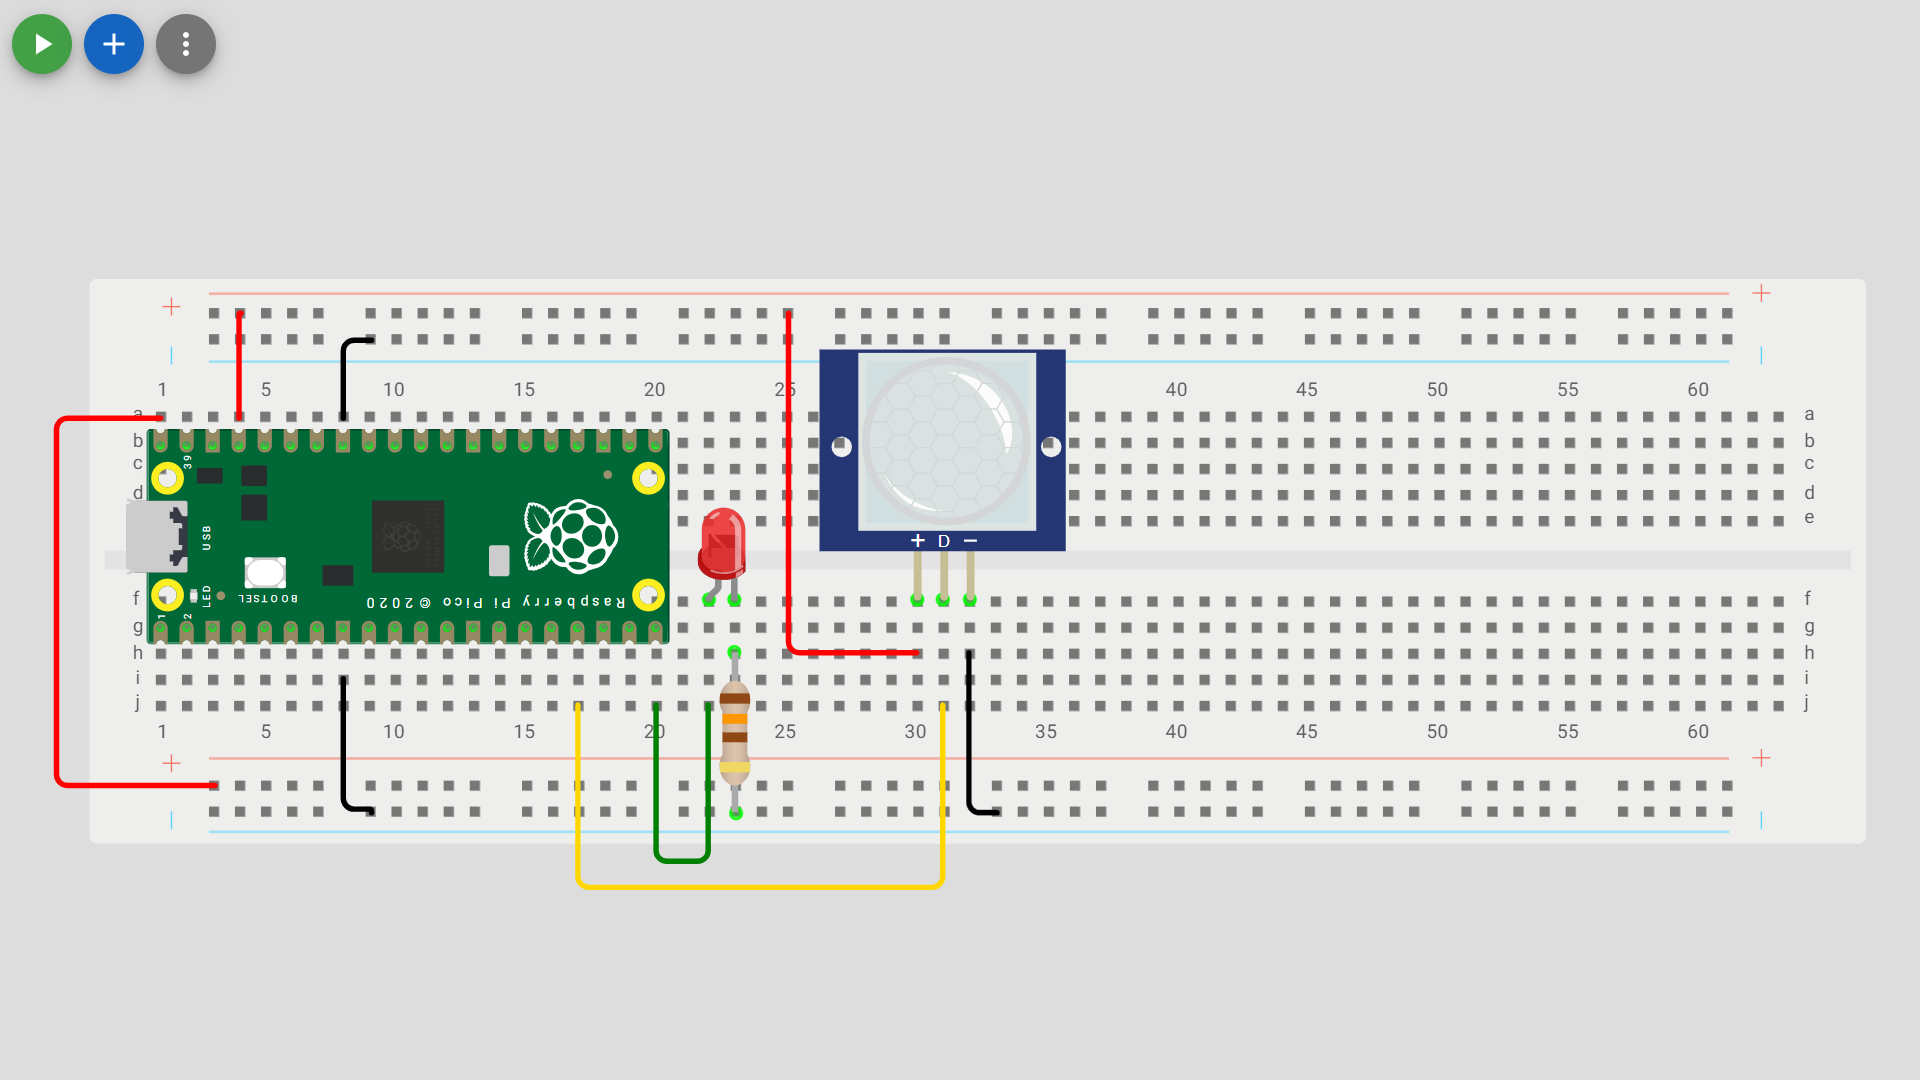 + +
1 5 10 15 20 25 40 45 50 55 60
a a
b b
c c
d d
e
39
USB
+ D −
LED
BOOTSEL
Raspberry Pi Pico © 2020
1
2
f f
g g
h h
i i
j j
1 5 10 15 20 25 30 35 40 45 50 55 60
+ +